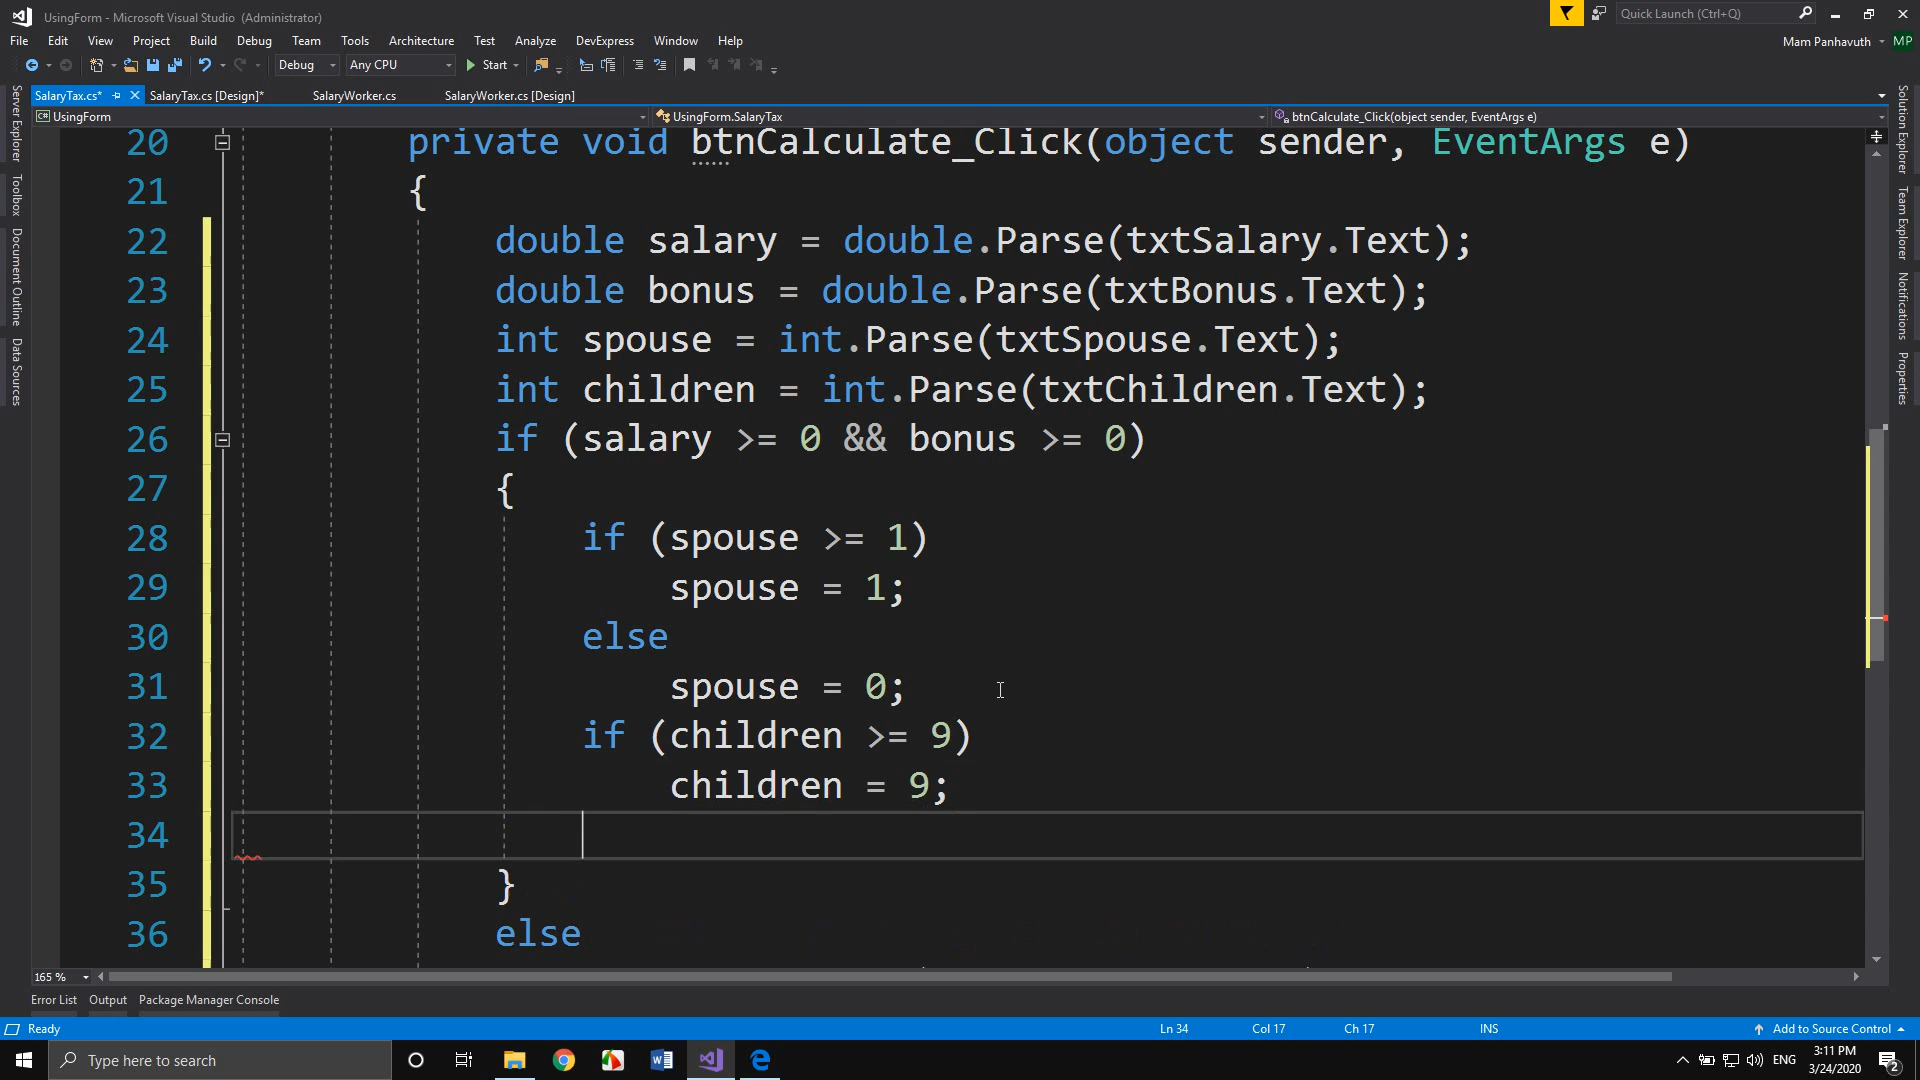 UsingForm - Microsoft Visual Studio (Administrator)
Quick Launch (Ctrl+Q)
File Edit View Project Build Debug Team Tools Architecture Test Analyze DevExpress Window Help
Mam Panhavuth MP
Debug Any CPU Start
SalaryTax.cs* SalaryTax.cs [Design]* SalaryWorker.cs SalaryWorker.cs [Design]
UsingForm UsingForm.SalaryTax btnCalculate_Click(object sender, EventArgs e)
Server Explorer
Toolbox
Document Outline
Data Sources
20 private void btnCalculate_Click(object sender, EventArgs e)
21 {
22 double salary = double.Parse(txtSalary.Text);
23 double bonus = double.Parse(txtBonus.Text);
24 int spouse = int.Parse(txtSpouse.Text);
25 int children = int.Parse(txtChildren.Text);
26 if (salary >= 0 && bonus >= 0)
27 {
28 if (spouse >= 1)
29 spouse = 1;
30 else
31 spouse = 0;
32 if (children >= 9)
33 children = 9;
34
35 }
36 else
Solution Explorer
Team Explorer
Notifications
Properties
165 %
Error List Output Package Manager Console
Ready Ln 34 Col 17 Ch 17 INS Add to Source Control
Type here to search
ENG
3:11 PM
3/24/2020
2